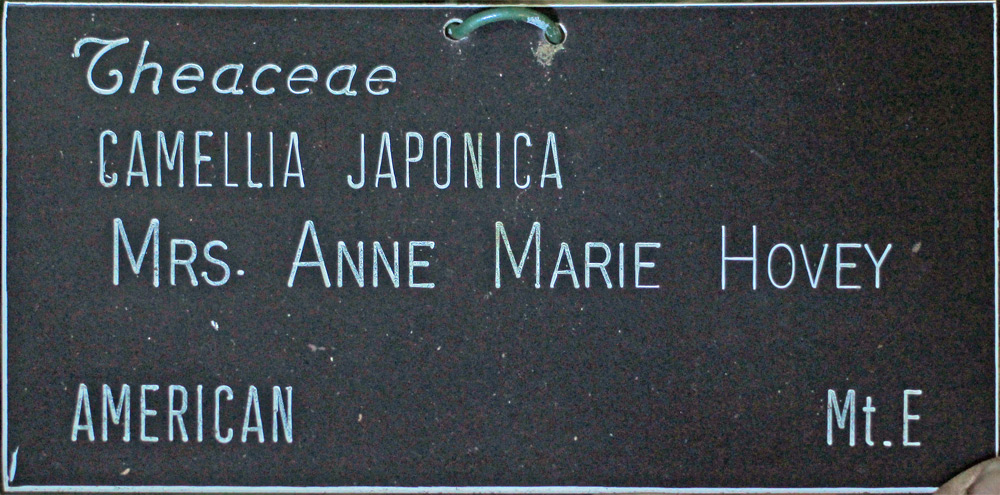 Theaceae
CAMELLIA JAPONICA
MRS. ANNE MARIE HOVEY
AMERICAN Mt.E